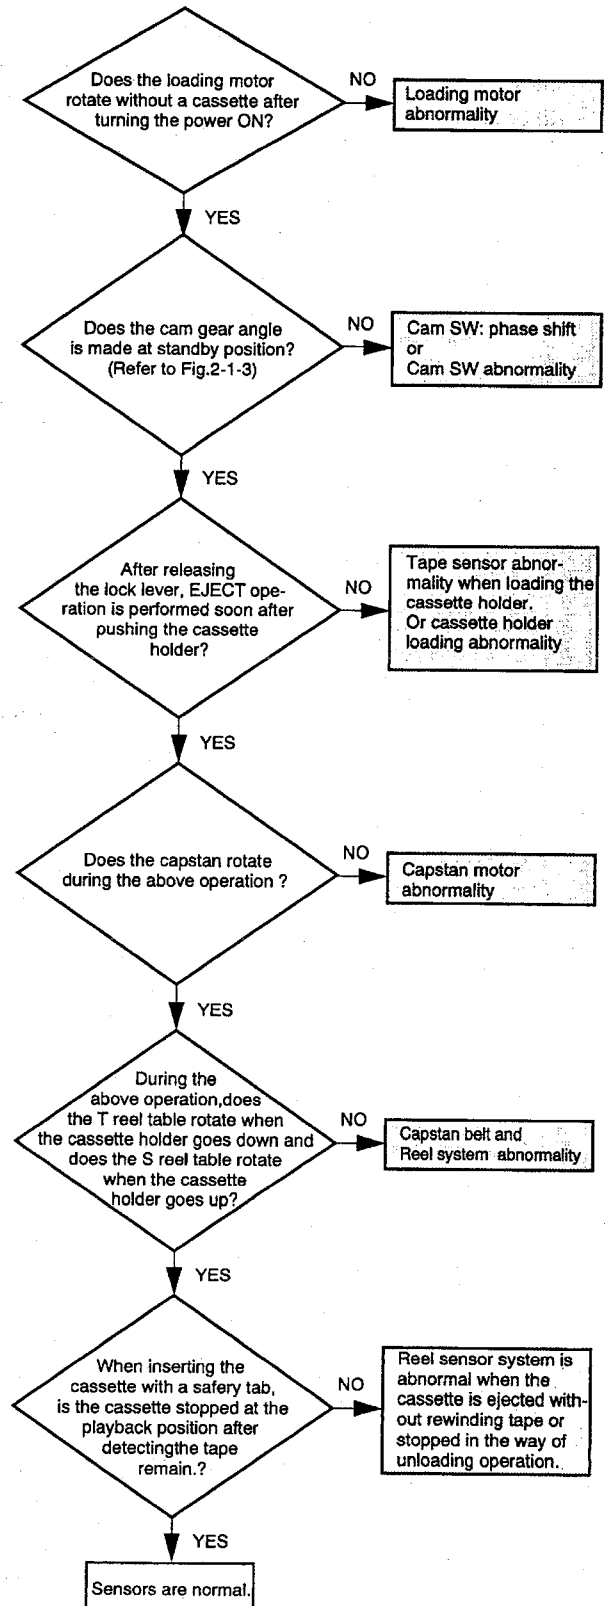 Does the loading motor
rotate without a cassette after
turning the power ON?
NO
Loading motor
abnormality
YES
Does the cam gear angle
is made at standby position?
(Refer to Fig.2-1-3)
NO
Cam SW: phase shift
or
Cam SW abnormality
YES
After releasing
the lock lever, EJECT ope-
ration is performed soon after
pushing the cassette
holder?
NO
Tape sensor abnor-
mality when loading the
cassette holder.
Or cassette holder
loading abnormality
YES
Does the capstan rotate
during the above operation ?
NO
Capstan motor
abnormality
YES
During the
above operation,does
the T reel table rotate when
the cassette holder goes down and
does the S reel table rotate
when the cassette
holder goes up?
NO
Capstan belt and
Reel system abnormality
YES
When inserting the
cassette with a safery tab,
is the cassette stopped at the
playback position after
detectingthe tape
remain.?
NO
Reel sensor system is
abnormal when the
cassette is ejected with-
out rewinding tape or
stopped in the way of
unloading operation.
YES
Sensors are normal.